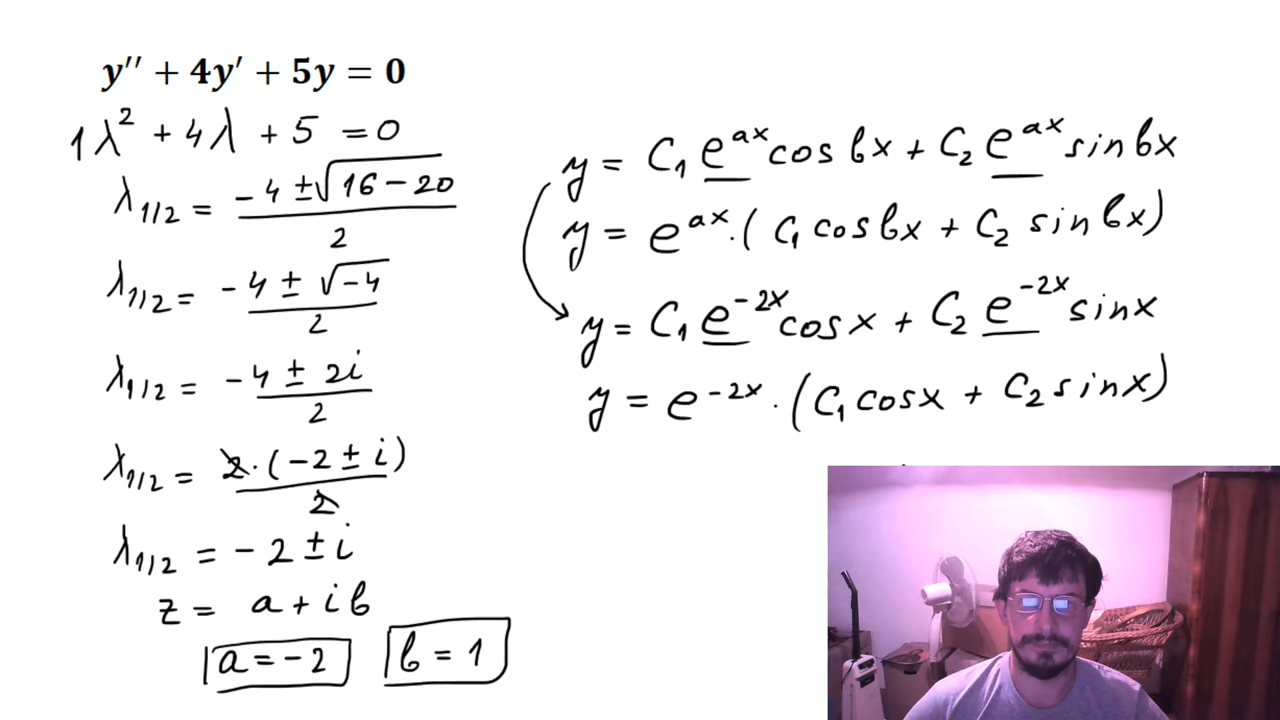 y'' + 4y' + 5y = 0
1λ² + 4λ + 5 = 0
λ1/2 = (-4 ± √(16 - 20))/2
λ1/2 = (-4 ± √-4)/2
λ1/2 = (-4 ± 2i)/2
λ1/2 = 2·(-2 ± i)/2
λ1/2 = -2 ± i
z = a + ib
a = -2
b = 1
y = C₁e^ax cos bx + C₂ e^ax sin bx
y = e^ax · (C₁ cos bx + C₂ sin bx)
y = C₁ e^-2x cos x + C₂ e^-2x sin x
y = e^-2x · (C₁ cos x + C₂ sin x)